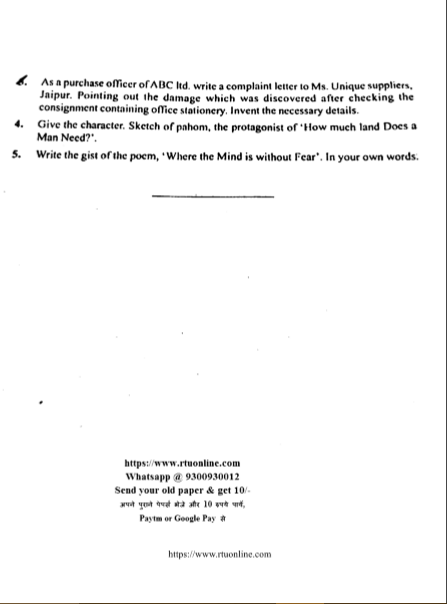 As a purchase officer of ABC ltd. write a complaint letter to Ms. Unique suppliers,
Jaipur. Pointing out the damage which was discovered after checking the
consignment containing office stationery. Invent the necessary details.
4. Give the character. Sketch of pahom, the protagonist of 'How much land Does a
Man Need?'.
5. Write the gist of the poem, 'Where the Mind is without Fear'. In your own words.
https://www.rtuonline.com
Whatsapp @ 9300930012
Send your old paper & get 10/-
अपने पुराने पेपर्स भेजे और 10 रुपये पायें,
Paytm or Google Pay से
https://www.rtuonline.com